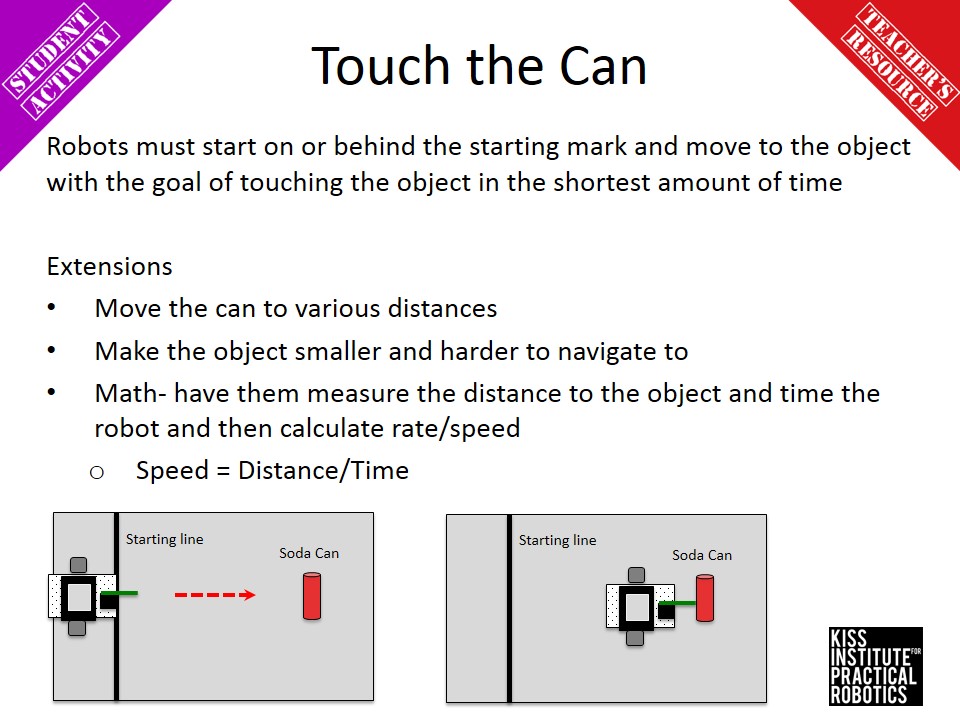 STUDENT
ACTIVITY
TEACHER'S
RESOURCE
Touch the Can
Robots must start on or behind the starting mark and move to the object
with the goal of touching the object in the shortest amount of time
Extensions
• Move the can to various distances
• Make the object smaller and harder to navigate to
• Math- have them measure the distance to the object and time the
robot and then calculate rate/speed
o Speed = Distance/Time
Starting line
Soda Can
Starting line
Soda Can
KISS
INSTITUTE FOR
PRACTICAL
ROBOTICS